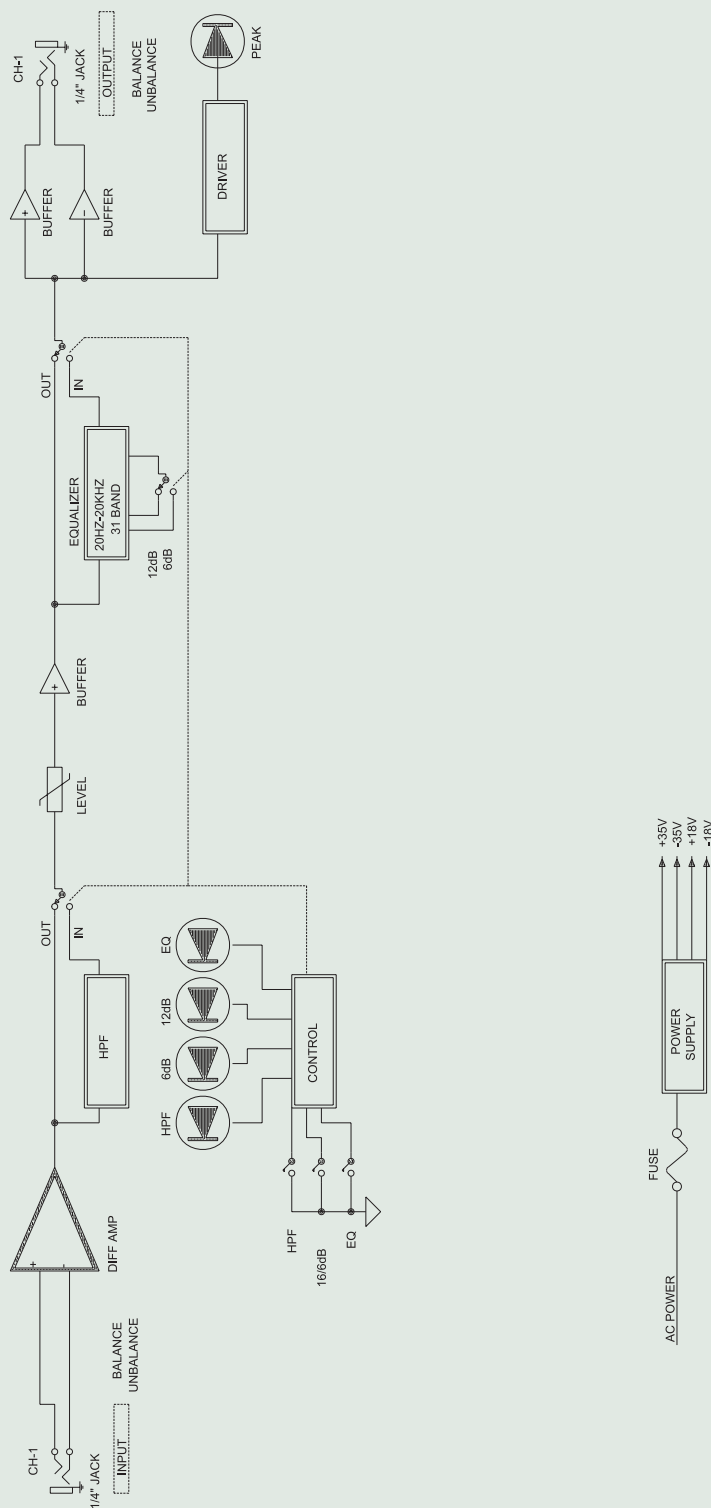 CH-1
1/4" JACK
INPUT
BALANCE
UNBALANCE
+
-
DIFF AMP
HPF
OUT
IN
LEVEL
+
BUFFER
EQUALIZER
20HZ-20KHZ
31 BAND
12dB
6dB
OUT
IN
+
BUFFER
-
BUFFER
CH-1
1/4" JACK
OUTPUT
BALANCE
UNBALANCE
DRIVER
PEAK
HPF
6dB
12dB
EQ
CONTROL
HPF
16/6dB
EQ
AC POWER
FUSE
POWER
SUPPLY
+35V
-35V
+18V
-18V